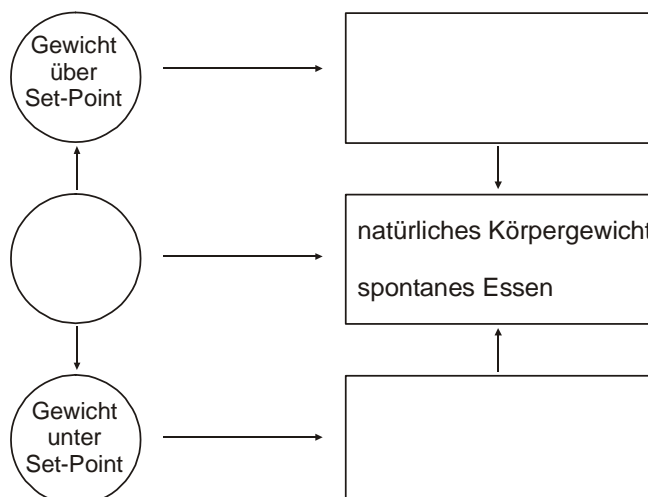 Gewicht
über
Set-Point
natürliches Körpergewicht
spontanes Essen
Gewicht
unter
Set-Point